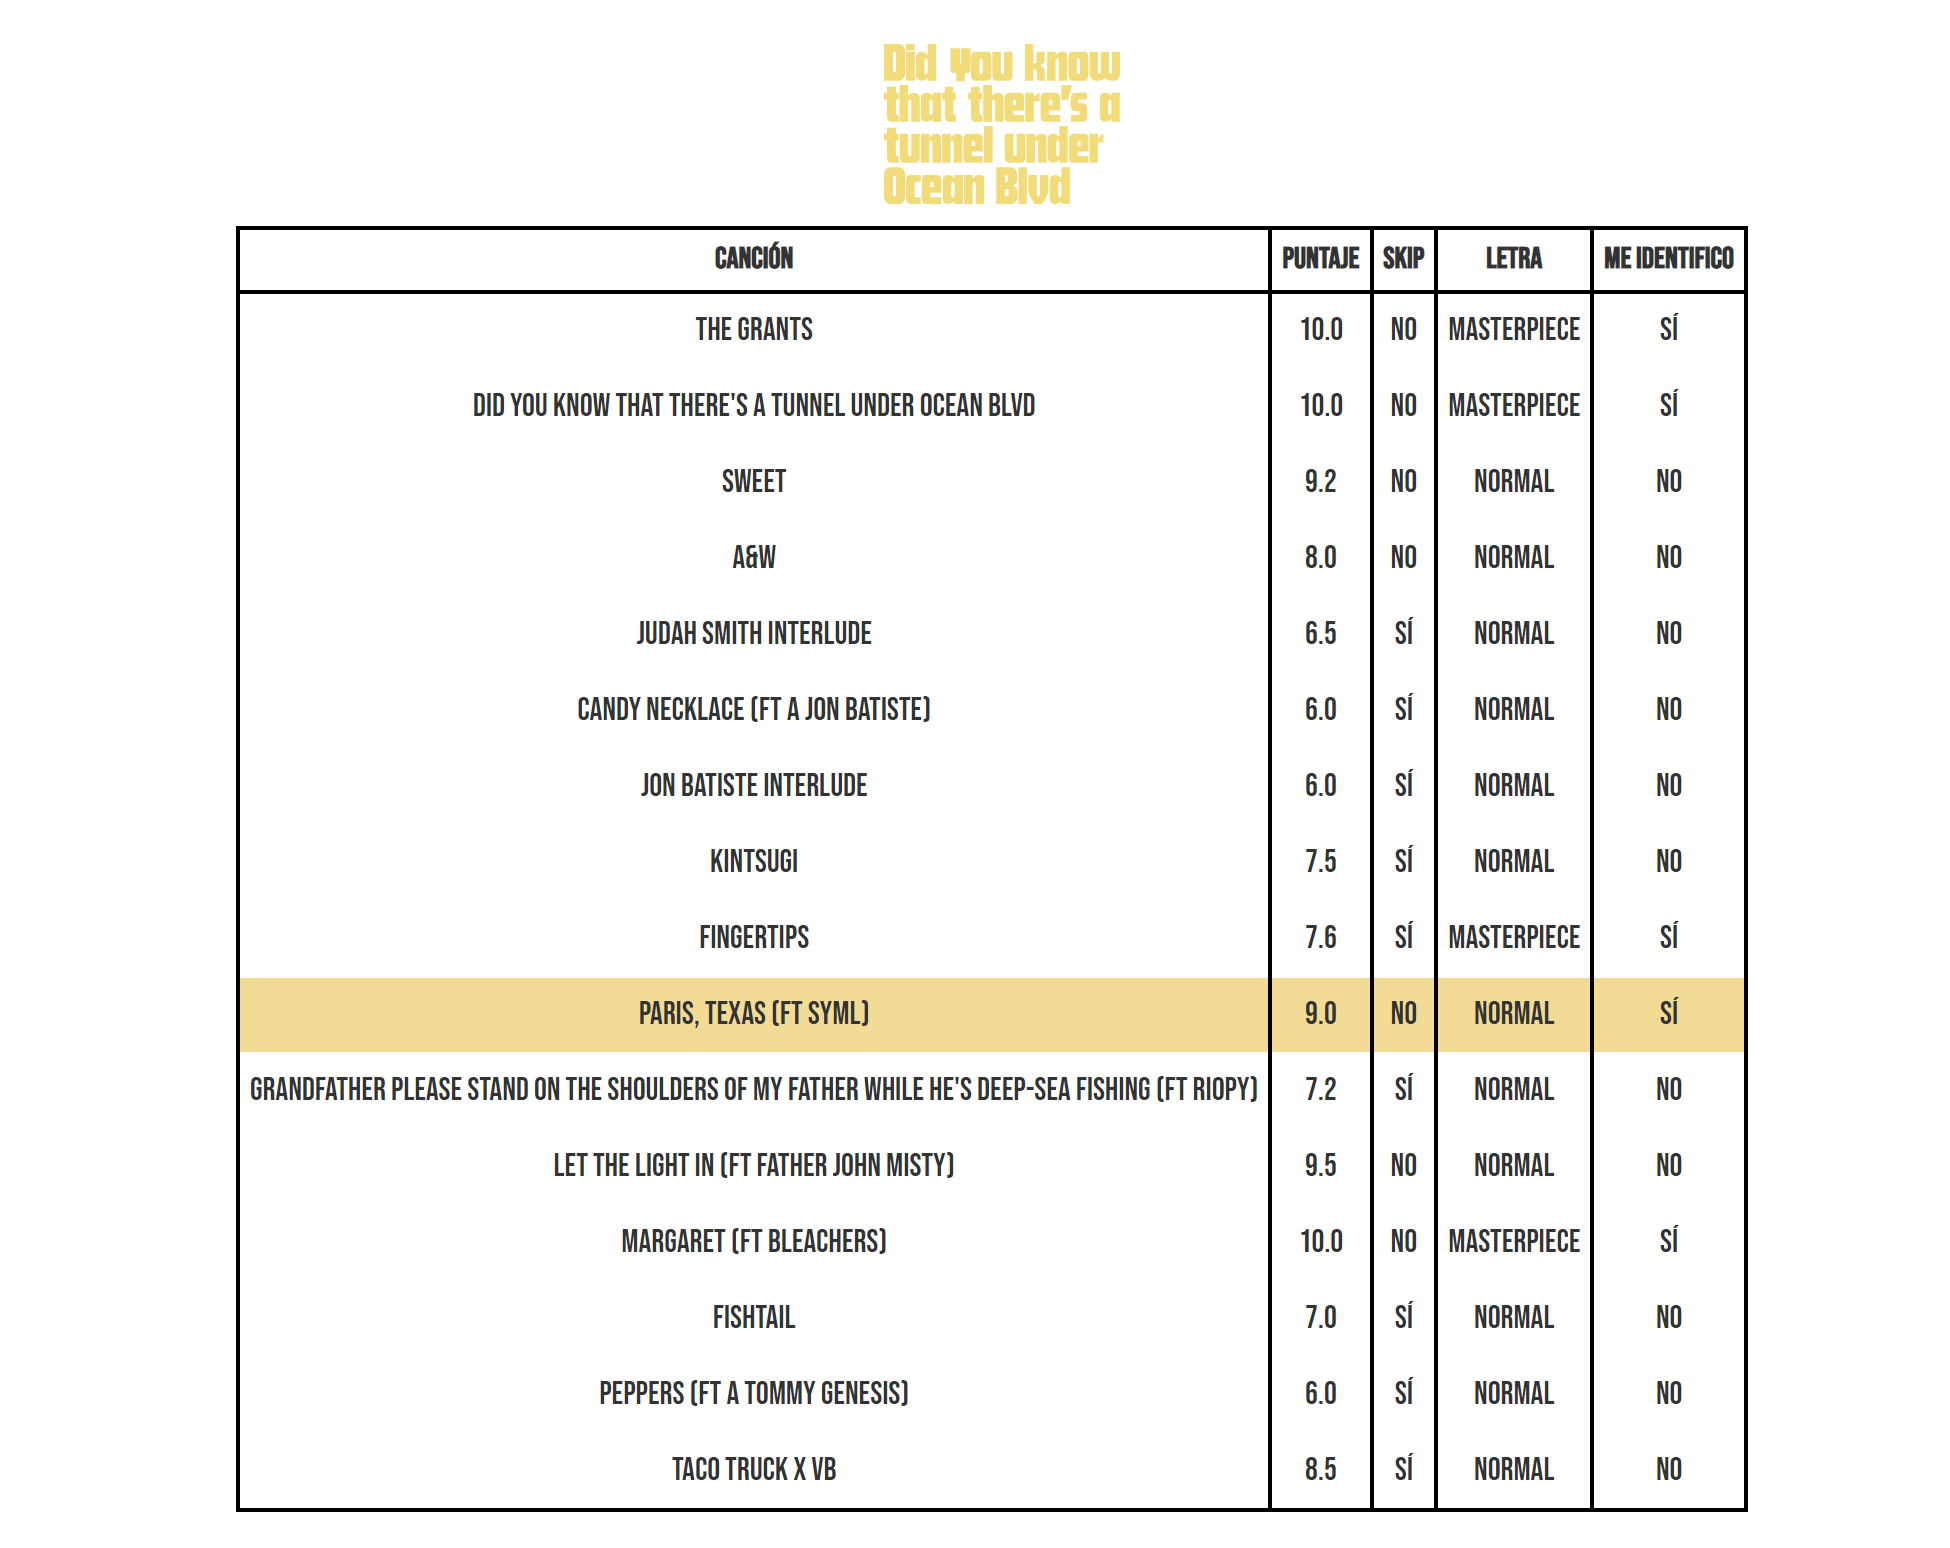 Did you know
that there's a
tunnel under
Ocean Blvd
CANCIÓN PUNTAJE SKIP LETRA ME IDENTIFICO
THE GRANTS 10.0 NO MASTERPIECE SÍ
DID YOU KNOW THAT THERE'S A TUNNEL UNDER OCEAN BLVD 10.0 NO MASTERPIECE SÍ
SWEET 9.2 NO NORMAL NO
A&W 8.0 NO NORMAL NO
JUDAH SMITH INTERLUDE 6.5 SÍ NORMAL NO
CANDY NECKLACE (FT A JON BATISTE) 6.0 SÍ NORMAL NO
JON BATISTE INTERLUDE 6.0 SÍ NORMAL NO
KINTSUGI 7.5 SÍ NORMAL NO
FINGERTIPS 7.6 SÍ MASTERPIECE SÍ
PARIS, TEXAS (FT SYML) 9.0 NO NORMAL SÍ
GRANDFATHER PLEASE STAND ON THE SHOULDERS OF MY FATHER WHILE HE'S DEEP-SEA FISHING (FT RIOPY) 7.2 SÍ NORMAL NO
LET THE LIGHT IN (FT FATHER JOHN MISTY) 9.5 NO NORMAL NO
MARGARET (FT BLEACHERS) 10.0 NO MASTERPIECE SÍ
FISHTAIL 7.0 SÍ NORMAL NO
PEPPERS (FT A TOMMY GENESIS) 6.0 SÍ NORMAL NO
TACO TRUCK X VB 8.5 SÍ NORMAL NO